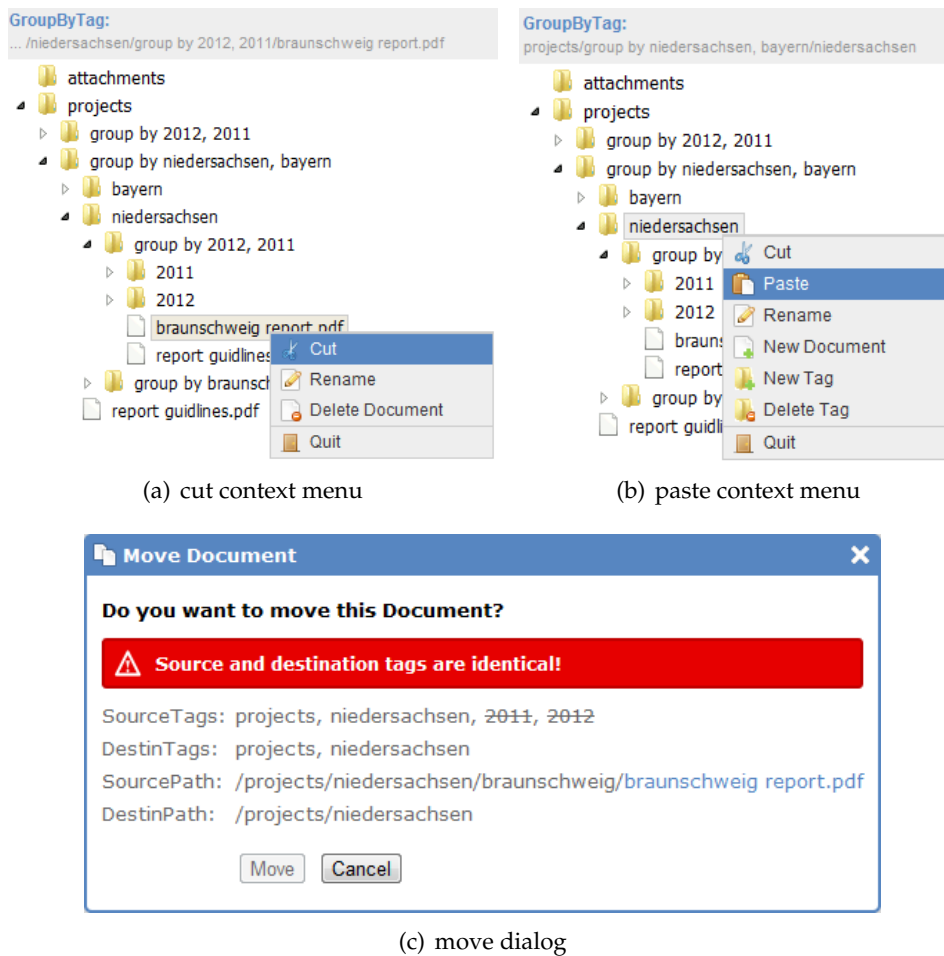 GroupByTag:
... /niedersachsen/group by 2012, 2011/braunschweig report.pdf
attachments
projects
group by 2012, 2011
group by niedersachsen, bayern
bayern
niedersachsen
group by 2012, 2011
2011
2012
braunschweig report.pdf
report guidlines
Cut
group by braunsch
Rename
report guidlines.pdf
Delete Document
Quit
(a) cut context menu
GroupByTag:
projects/group by niedersachsen, bayern/niedersachsen
attachments
projects
group by 2012, 2011
group by niedersachsen, bayern
bayern
niedersachsen
group by
Cut
2011
Paste
2012
Rename
brauns
New Document
report
New Tag
group by
Delete Tag
report guidli
Quit
(b) paste context menu
Move Document
Do you want to move this Document?
Source and destination tags are identical!
SourceTags: projects, niedersachsen, 2011, 2012
DestinTags: projects, niedersachsen
SourcePath: /projects/niedersachsen/braunschweig/braunschweig report.pdf
DestinPath: /projects/niedersachsen
Move Cancel
(c) move dialog